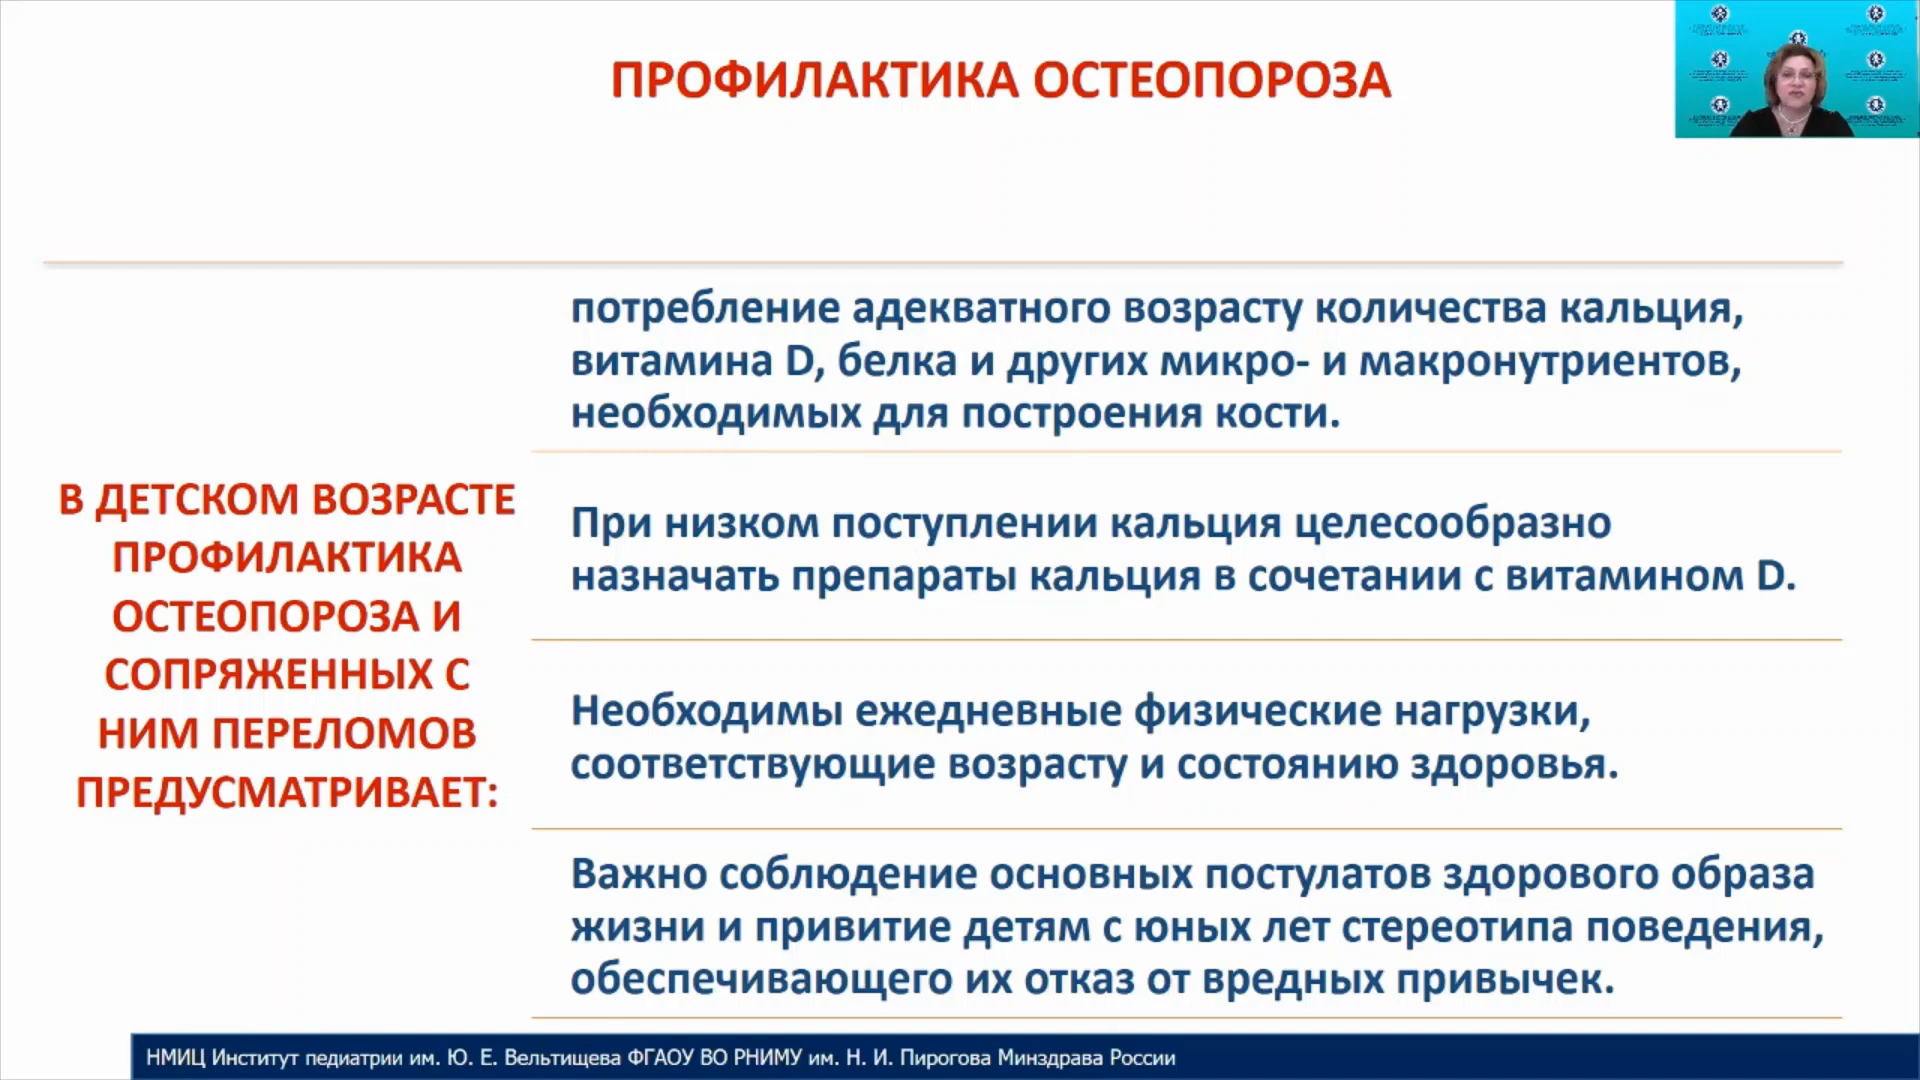 ПРОФИЛАКТИКА ОСТЕОПОРОЗА
В ДЕТСКОМ ВОЗРАСТЕ
ПРОФИЛАКТИКА
ОСТЕОПОРОЗА И
СОПРЯЖЕННЫХ С
НИМ ПЕРЕЛОМОВ
ПРЕДУСМАТРИВАЕТ:
потребление адекватного возрасту количества кальция,
витамина D, белка и других микро- и макронутриентов,
необходимых для построения кости.
При низком поступлении кальция целесообразно
назначать препараты кальция в сочетании с витамином D.
Необходимы ежедневные физические нагрузки,
соответствующие возрасту и состоянию здоровья.
Важно соблюдение основных постулатов здорового образа
жизни и привитие детям с юных лет стереотипа поведения,
обеспечивающего их отказ от вредных привычек.
НМИЦ Институт педиатрии им. Ю. Е. Вельтищева ФГАОУ ВО РНИМУ им. Н. И. Пирогова Минздрава России